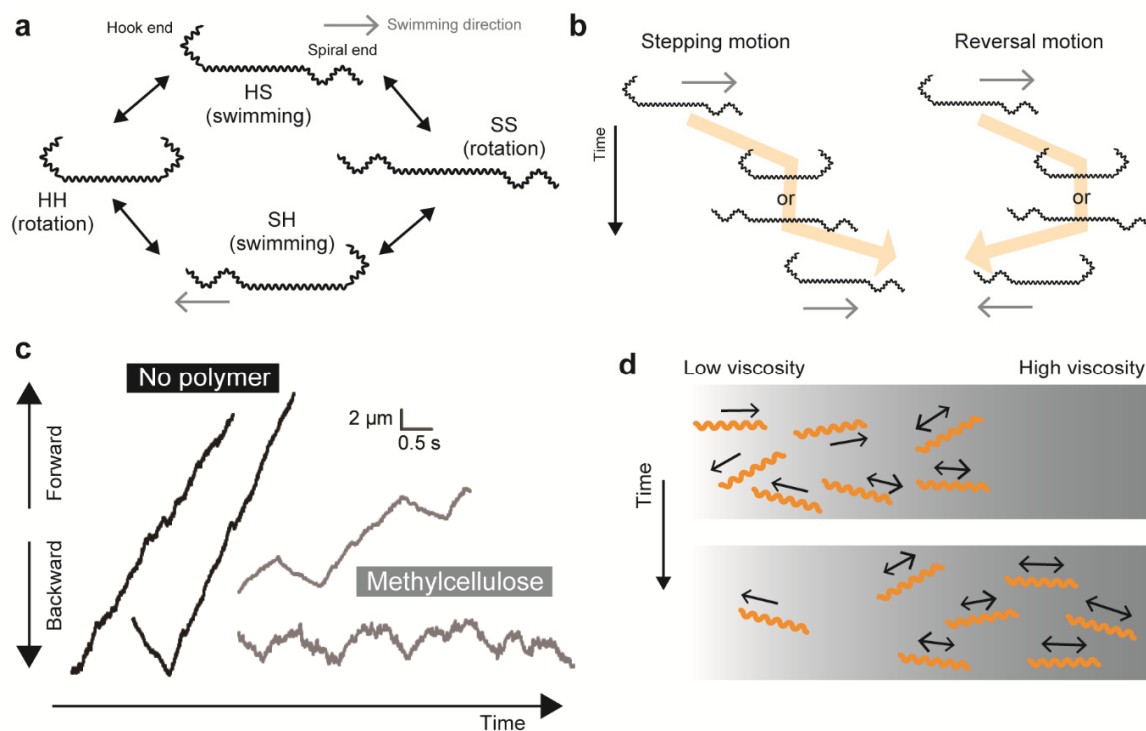 a
Hook end
Swimming direction
Spiral end
HS
(swimming)
SS
(rotation)
HH
(rotation)
SH
(swimming)
b
Stepping motion
Reversal motion
Time
or
or
c
No polymer
2 μm
0.5 s
Forward
Backward
Methylcellulose
Time
d
Low viscosity
High viscosity
Time